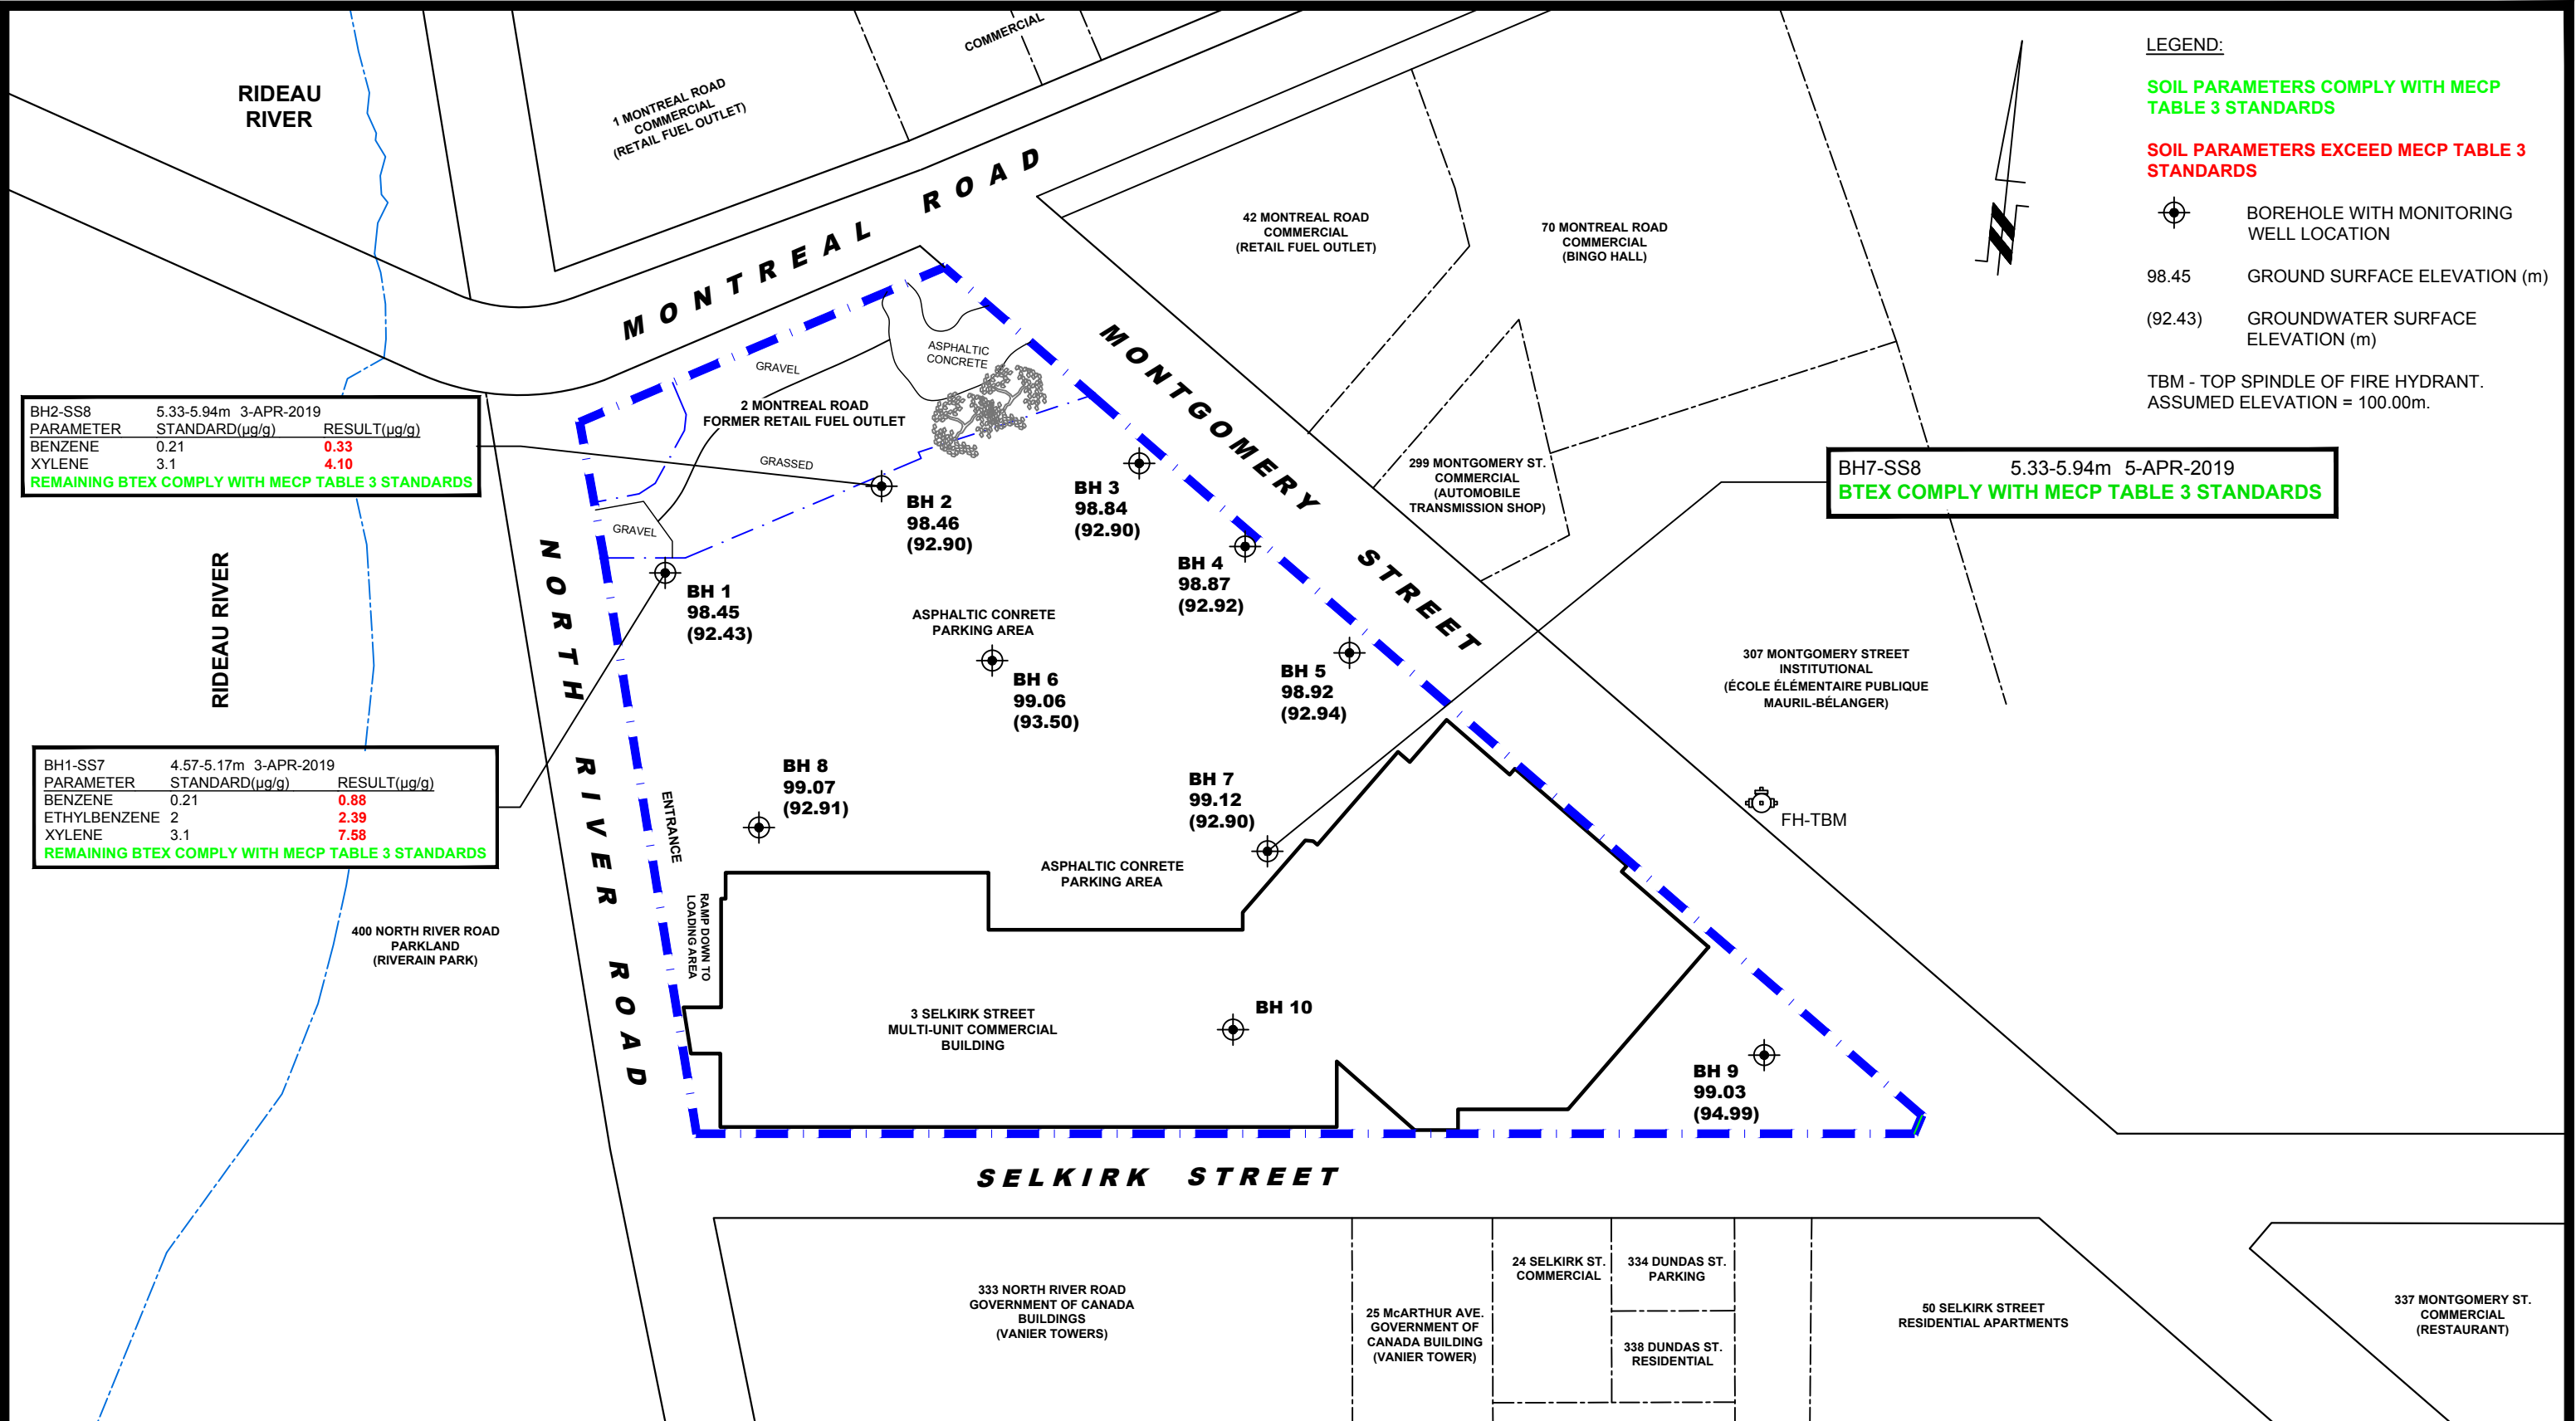 RIDEAU
RIVER
COMMERCIAL
1 MONTREAL ROAD
COMMERCIAL
(RETAIL FUEL OUTLET)
MONTREAL ROAD
42 MONTREAL ROAD
COMMERCIAL
(RETAIL FUEL OUTLET)
70 MONTREAL ROAD
COMMERCIAL
(BINGO HALL)
LEGEND:
SOIL PARAMETERS COMPLY WITH MECP
TABLE 3 STANDARDS
SOIL PARAMETERS EXCEED MECP TABLE 3
STANDARDS
BOREHOLE WITH MONITORING
WELL LOCATION
98.45 GROUND SURFACE ELEVATION (m)
(92.43) GROUNDWATER SURFACE
ELEVATION (m)
TBM - TOP SPINDLE OF FIRE HYDRANT.
ASSUMED ELEVATION = 100.00m.
BH2-SS8 5.33-5.94m 3-APR-2019
PARAMETER STANDARD(µg/g) RESULT(µg/g)
BENZENE 0.21 0.33
XYLENE 3.1 4.10
REMAINING BTEX COMPLY WITH MECP TABLE 3 STANDARDS
GRAVEL
ASPHALTIC
CONCRETE
2 MONTREAL ROAD
FORMER RETAIL FUEL OUTLET
GRASSED
GRAVEL
MONTGOMERY STREET
299 MONTGOMERY ST.
COMMERCIAL
(AUTOMOBILE
TRANSMISSION SHOP)
BH7-SS8 5.33-5.94m 5-APR-2019
BTEX COMPLY WITH MECP TABLE 3 STANDARDS
BH 2
98.46
(92.90)
BH 3
98.84
(92.90)
BH 4
98.87
(92.92)
BH 1
98.45
(92.43)
ASPHALTIC CONRETE
PARKING AREA
BH 6
99.06
(93.50)
BH 5
98.92
(92.94)
RIDEAU RIVER
NORTH RIVER ROAD
307 MONTGOMERY STREET
INSTITUTIONAL
(ÉCOLE ÉLÉMENTAIRE PUBLIQUE
MAURIL-BÉLANGER)
BH1-SS7 4.57-5.17m 3-APR-2019
PARAMETER STANDARD(µg/g) RESULT(µg/g)
BENZENE 0.21 0.88
ETHYLBENZENE 2 2.39
XYLENE 3.1 7.58
REMAINING BTEX COMPLY WITH MECP TABLE 3 STANDARDS
ENTRANCE
BH 8
99.07
(92.91)
BH 7
99.12
(92.90)
FH-TBM
ASPHALTIC CONRETE
PARKING AREA
RAMP DOWN TO
LOADING AREA
400 NORTH RIVER ROAD
PARKLAND
(RIVERAIN PARK)
3 SELKIRK STREET
MULTI-UNIT COMMERCIAL
BUILDING
BH 10
BH 9
99.03
(94.99)
SELKIRK STREET
333 NORTH RIVER ROAD
GOVERNMENT OF CANADA
BUILDINGS
(VANIER TOWERS)
25 McARTHUR AVE.
GOVERNMENT OF
CANADA BUILDING
(VANIER TOWER)
24 SELKIRK ST.
COMMERCIAL
334 DUNDAS ST.
PARKING
338 DUNDAS ST.
RESIDENTIAL
50 SELKIRK STREET
RESIDENTIAL APARTMENTS
337 MONTGOMERY ST.
COMMERCIAL
(RESTAURANT)